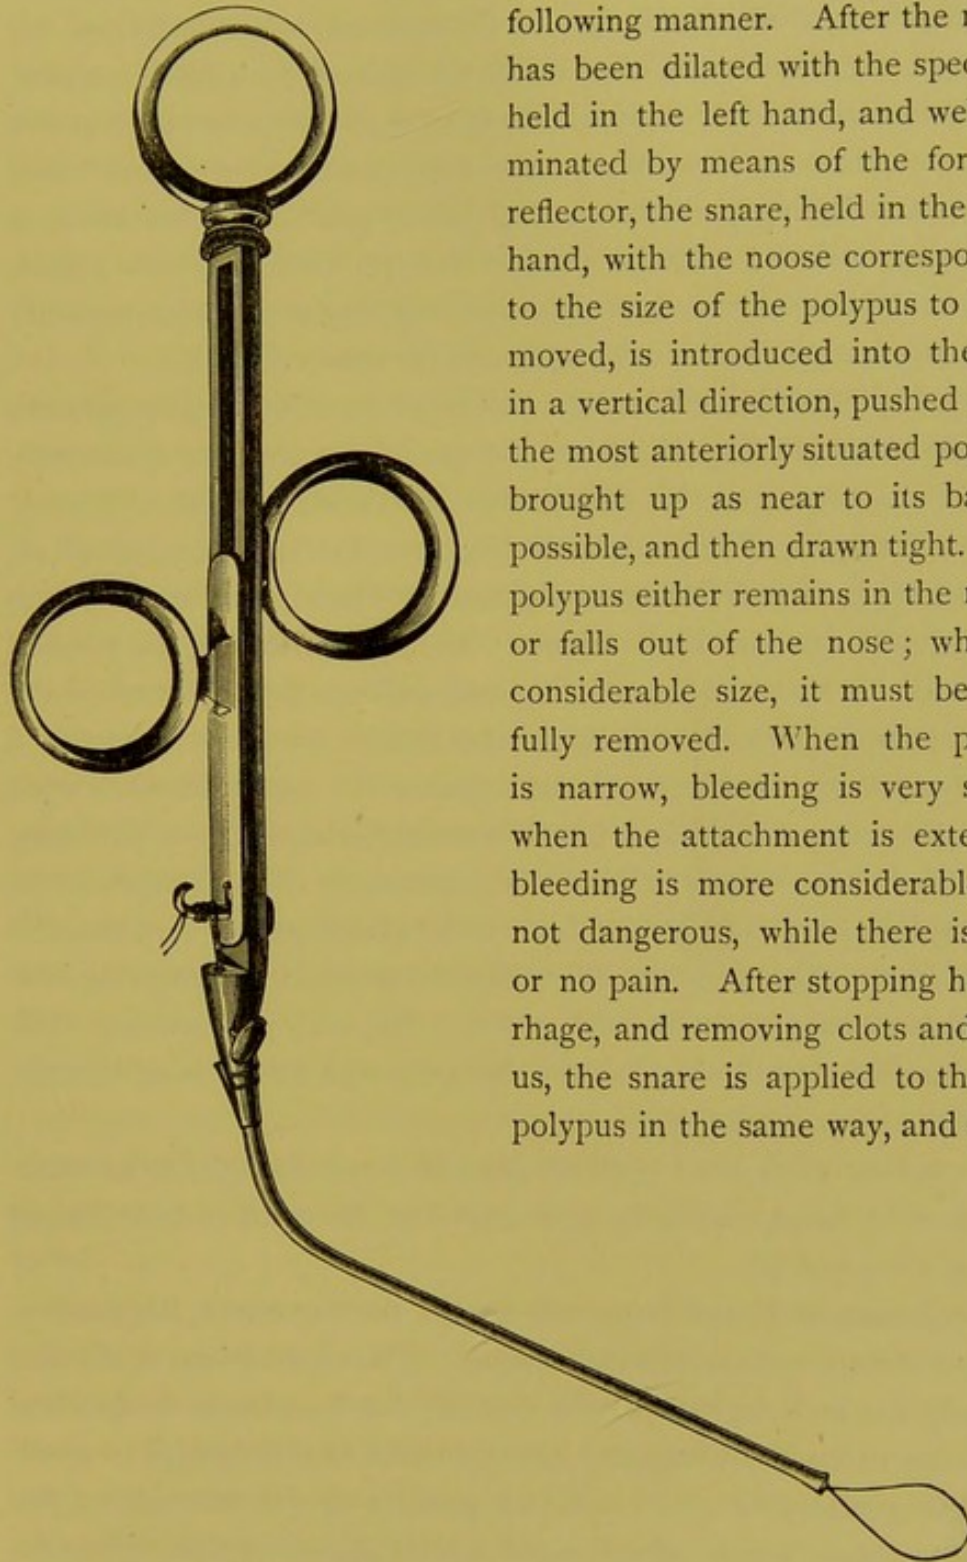 following manner. After the
has been dilated with the spec
held in the left hand, and we
minated by means of the for
reflector, the snare, held in the
hand, with the noose correspo
to the size of the polypus to
moved, is introduced into the
in a vertical direction, pushed
the most anteriorly situated po
brought up as near to its ba
possible, and then drawn tight.
polypus either remains in the
or falls out of the nose; wh
considerable size, it must be
fully removed. When the p
is narrow, bleeding is very s
when the attachment is exte
bleeding is more considerabl
not dangerous, while there is
or no pain. After stopping h
rhage, and removing clots and
us, the snare is applied to th
polypus in the same way, and